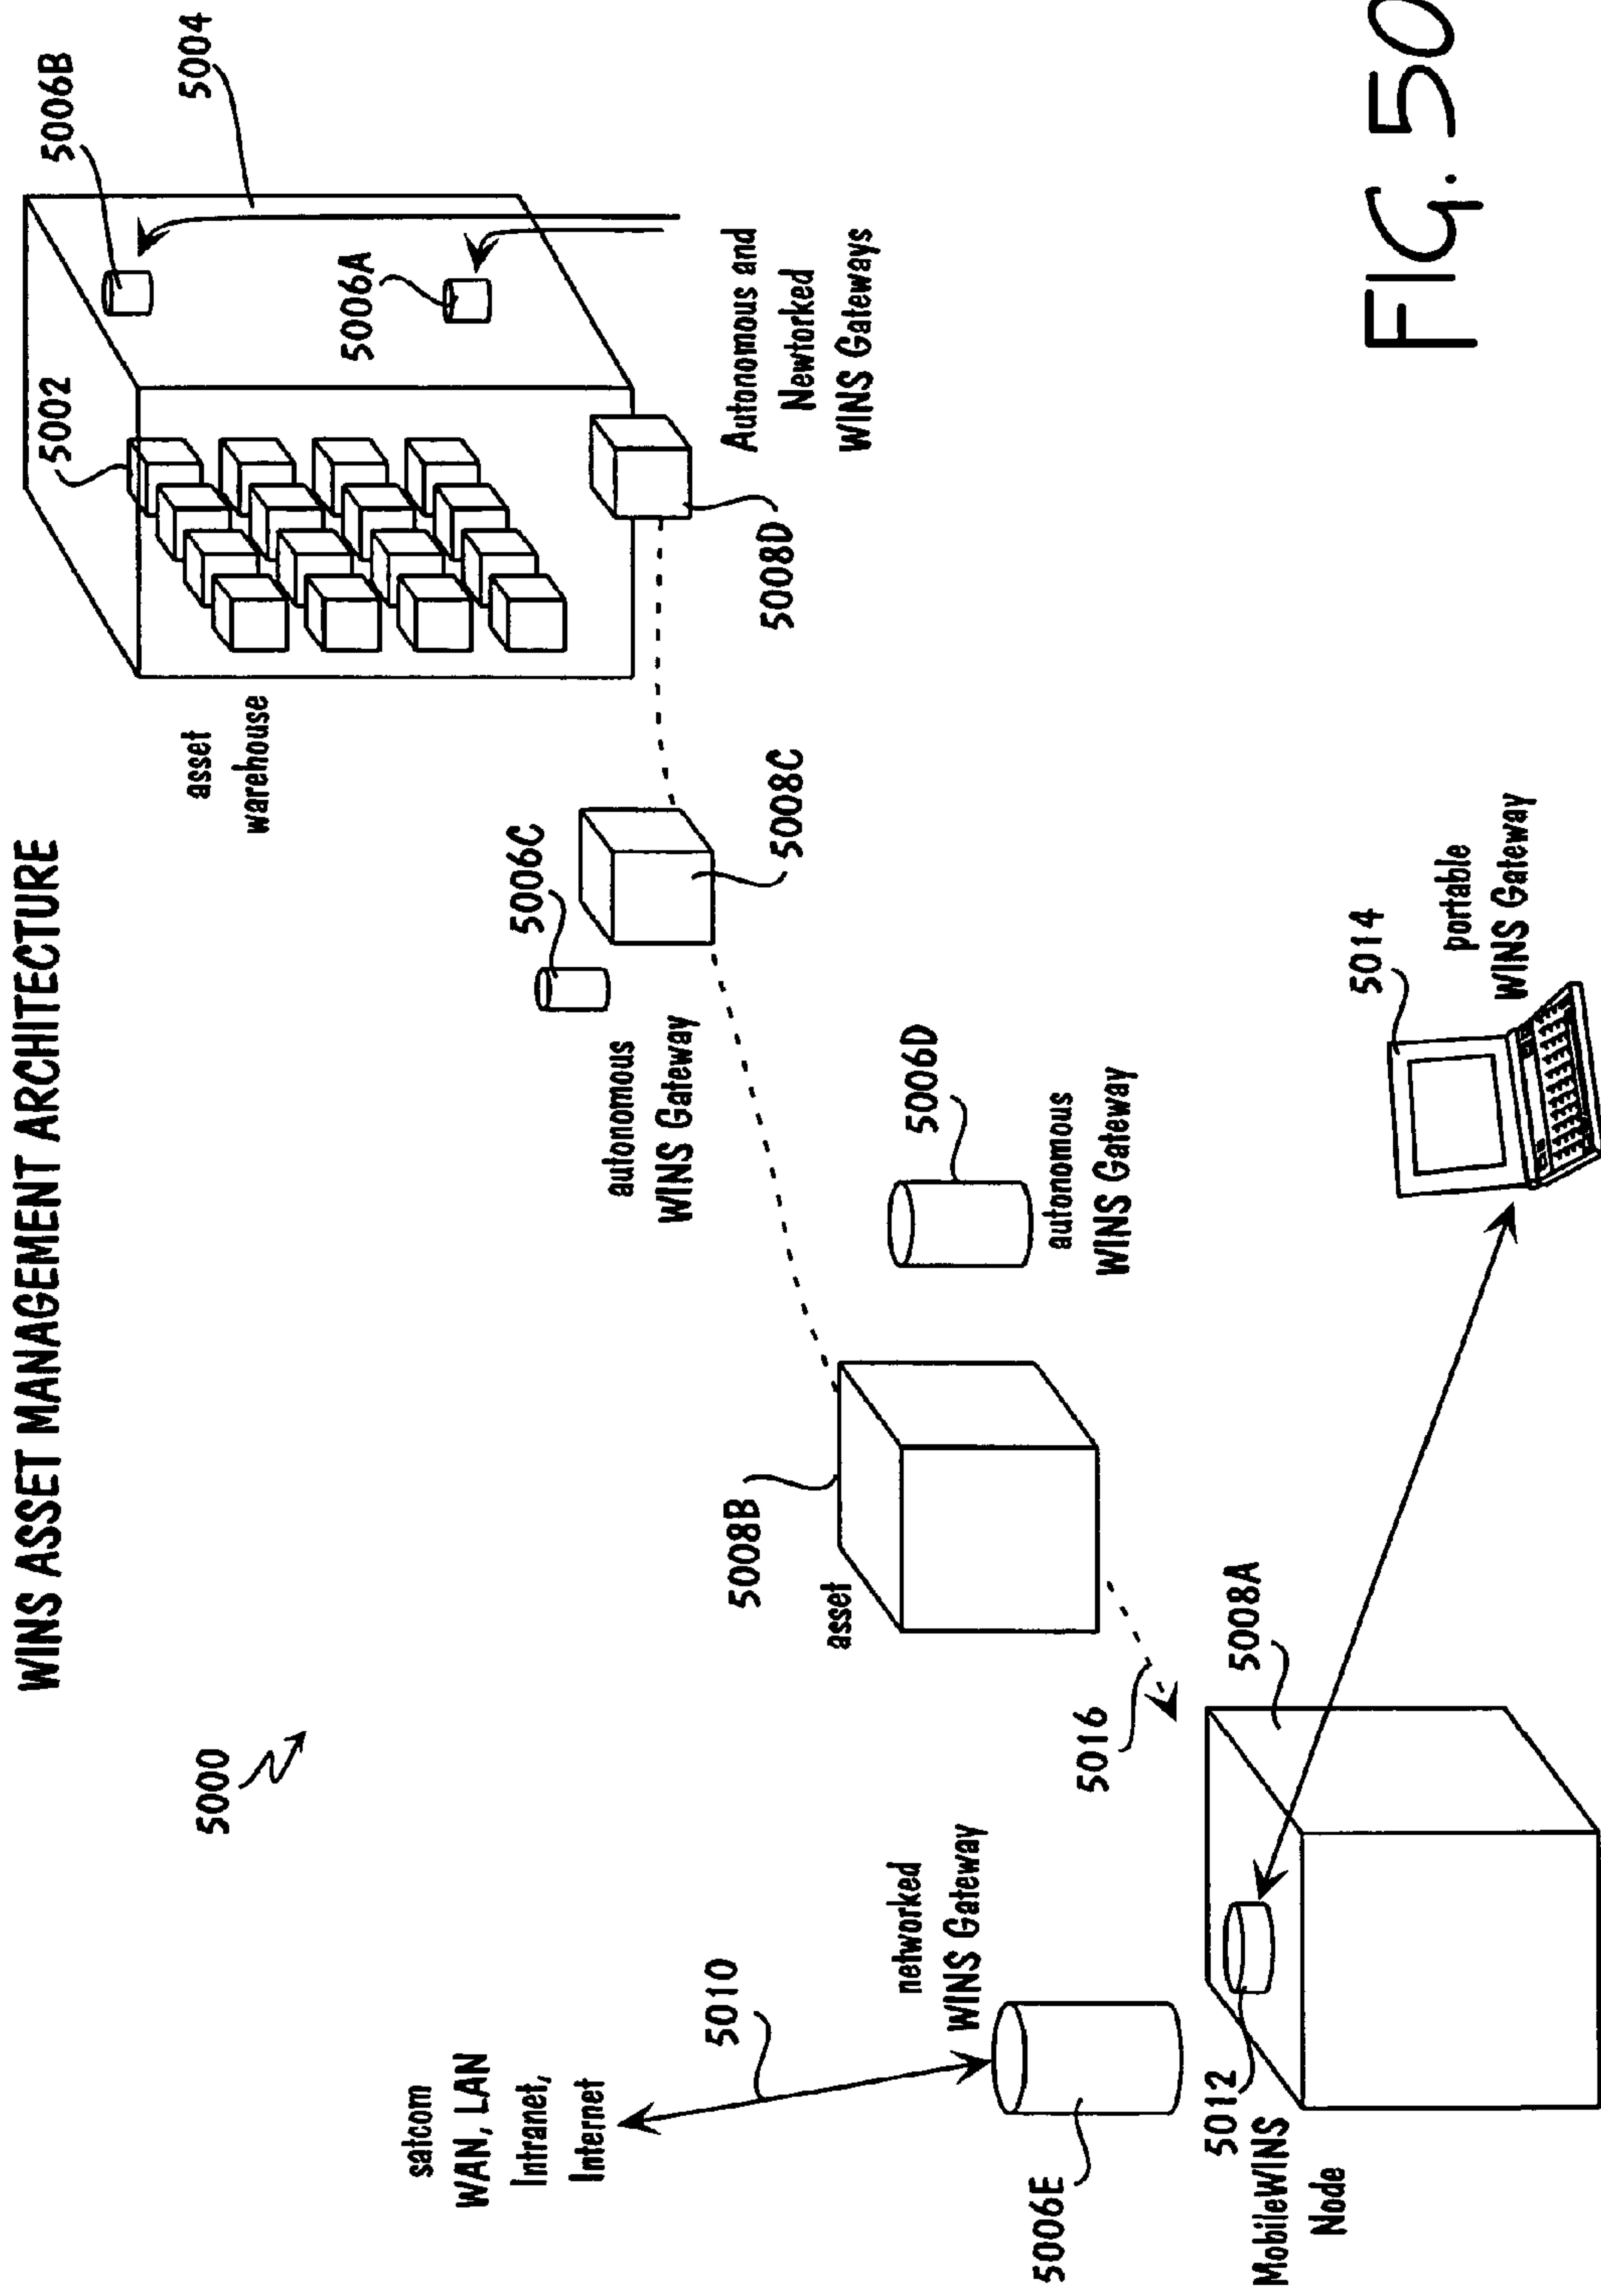 WINS ASSET MANAGEMENT ARCHITECTURE
5000
satcom
WAN, LAN
Intranet,
Internet
5010
networked
WINS Gateway
5006E
5012
MobileWINS
Node
5008A
5016
5008B
asset
5006D
autonomous
WINS Gateway
5014
portable
WINS Gateway
autonomous
WINS Gateway
5006C
5008C
asset
warehouse
5002
5006B
5004
5006A
5008D
Autonomous and
Newtorked
WINS Gateways
FIG. 50